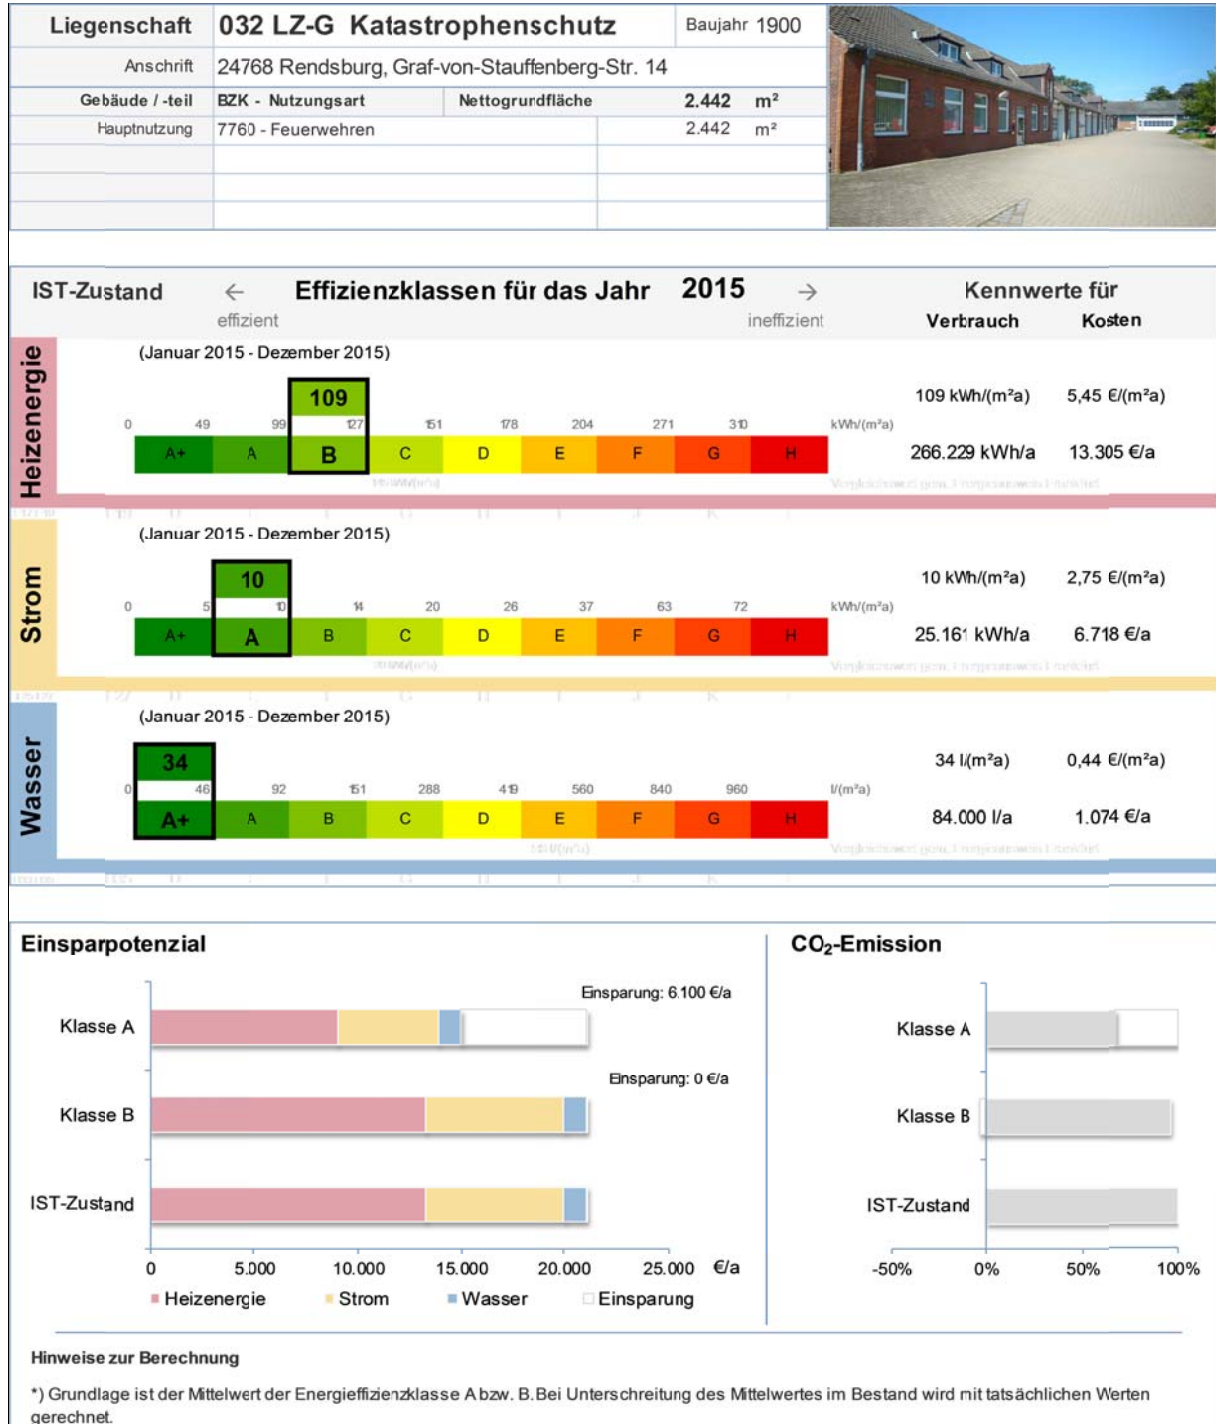 Liegenschaft 032 LZ-G Katastrophenschutz Baujahr 1900
Anschrift 24768 Rendsburg, Graf-von-Stauffenberg-Str. 14
Gebäude / -teil BZK - Nutzungsart Nettogrundfläche 2.442 m²
Hauptnutzung 7760 - Feuerwehren 2.442 m²
IST-Zustand ← Effizienzklassen für das Jahr 2015 → Kennwerte für
effizient ineffizient Verbrauch Kosten
Heizenergie
(Januar 2015 - Dezember 2015)
109 109 kWh/(m²a) 5,45 €/(m²a)
0 49 99 127 151 178 204 271 310 kWh/(m²a)
A+ A B C D E F G H 266.229 kWh/a 13.305 €/a
Strom
(Januar 2015 - Dezember 2015)
10 10 kWh/(m²a) 2,75 €/(m²a)
0 5 10 14 20 26 37 63 72 kWh/(m²a)
A+ A B C D E F G H 25.161 kWh/a 6.718 €/a
Wasser
(Januar 2015 - Dezember 2015)
34 34 l/(m²a) 0,44 €/(m²a)
0 46 92 151 288 419 560 840 960 l/(m²a)
A+ A B C D E F G H 84.000 l/a 1.074 €/a
Einsparpotenzial CO₂-Emission
Einsparung: 6.100 €/a
Klasse A Klasse A
Einsparung: 0 €/a
Klasse B Klasse B
IST-Zustand IST-Zustand
0 5.000 10.000 15.000 20.000 25.000 €/a -50% 0% 50% 100%
Heizenergie Strom Wasser Einsparung
Hinweise zur Berechnung
*) Grundlage ist der Mittelwert der Energieffizienzklasse A bzw. B. Bei Unterschreitung des Mittelwertes im Bestand wird mit tatsächlichen Werten
gerechnet.